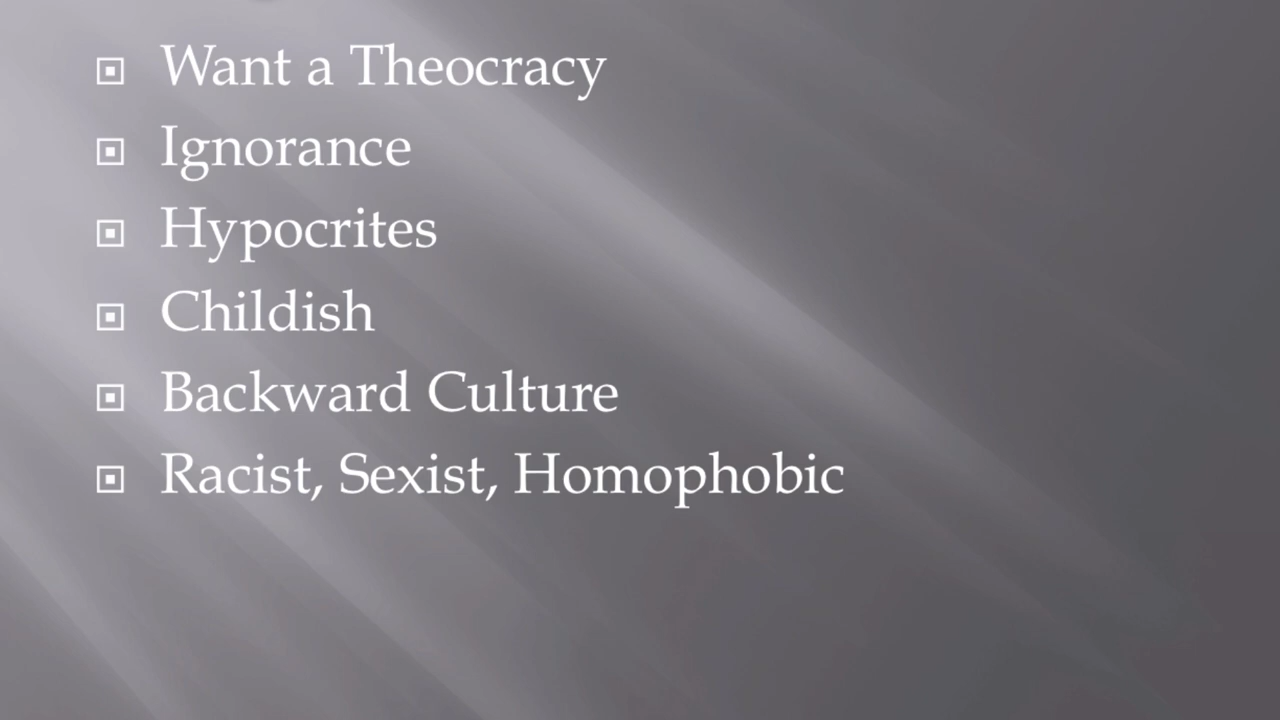 Want a Theocracy
Ignorance
Hypocrites
Childish
Backward Culture
Racist, Sexist, Homophobic